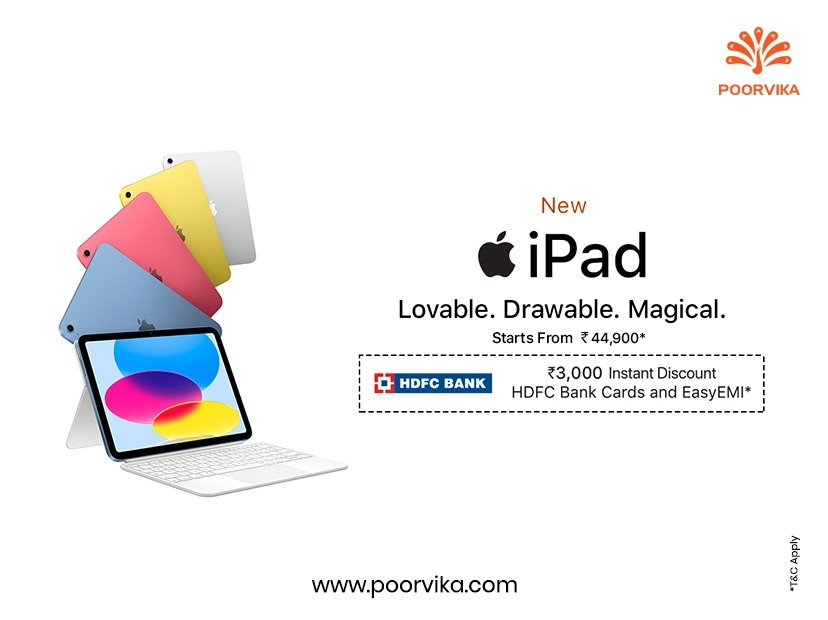 POORVIKA
New
iPad
Lovable. Drawable. Magical.
Starts From ₹44,900*
HDFC BANK
₹3,000 Instant Discount
HDFC Bank Cards and EasyEMI*
*T&C Apply
www.poorvika.com